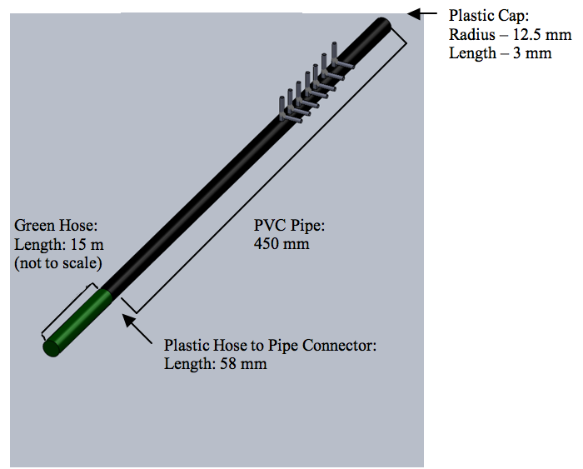 Plastic Cap:
Radius – 12.5 mm
Length – 3 mm
Green Hose:
Length: 15 m
(not to scale)
PVC Pipe:
450 mm
Plastic Hose to Pipe Connector:
Length: 58 mm